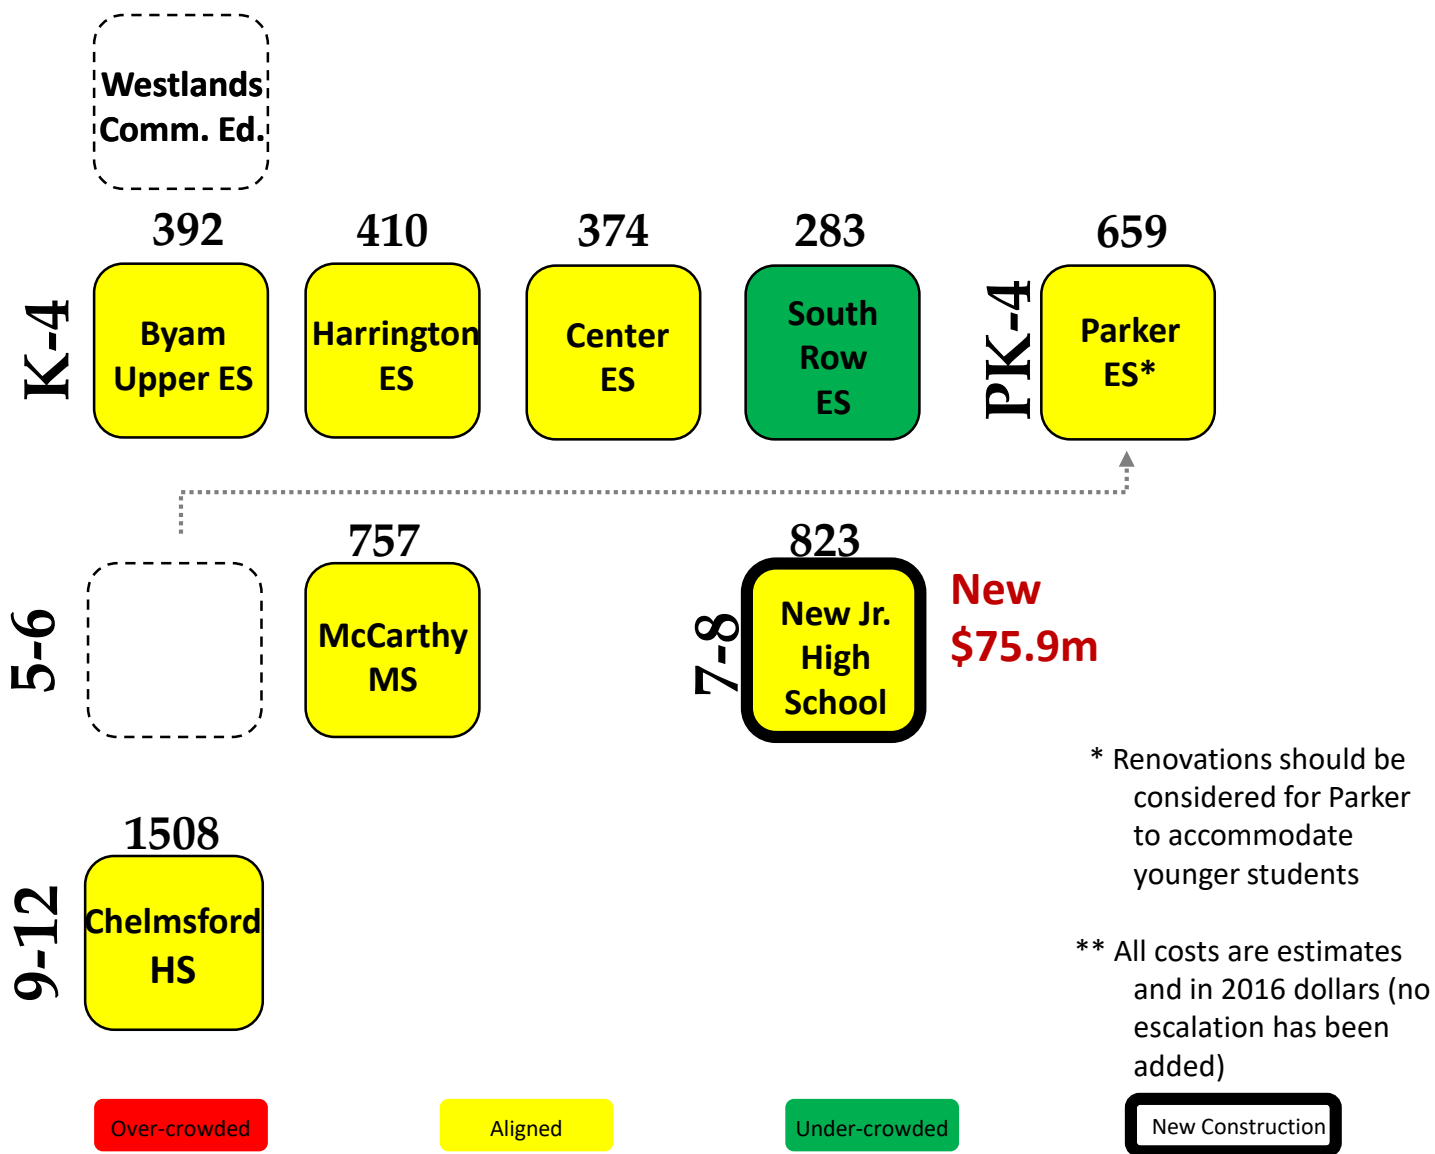 Westlands
Comm. Ed.
392
410
374
283
659
K-4
Byam
Upper ES
Harrington
ES
Center
ES
South
Row
ES
PK-4
Parker
ES*
757
823
5-6
McCarthy
MS
7-8
New Jr.
High
School
New
$75.9m
1508
9-12
Chelmsford
HS
* Renovations should be
considered for Parker
to accommodate
younger students
** All costs are estimates
and in 2016 dollars (no
escalation has been
added)
Over-crowded
Aligned
Under-crowded
New Construction